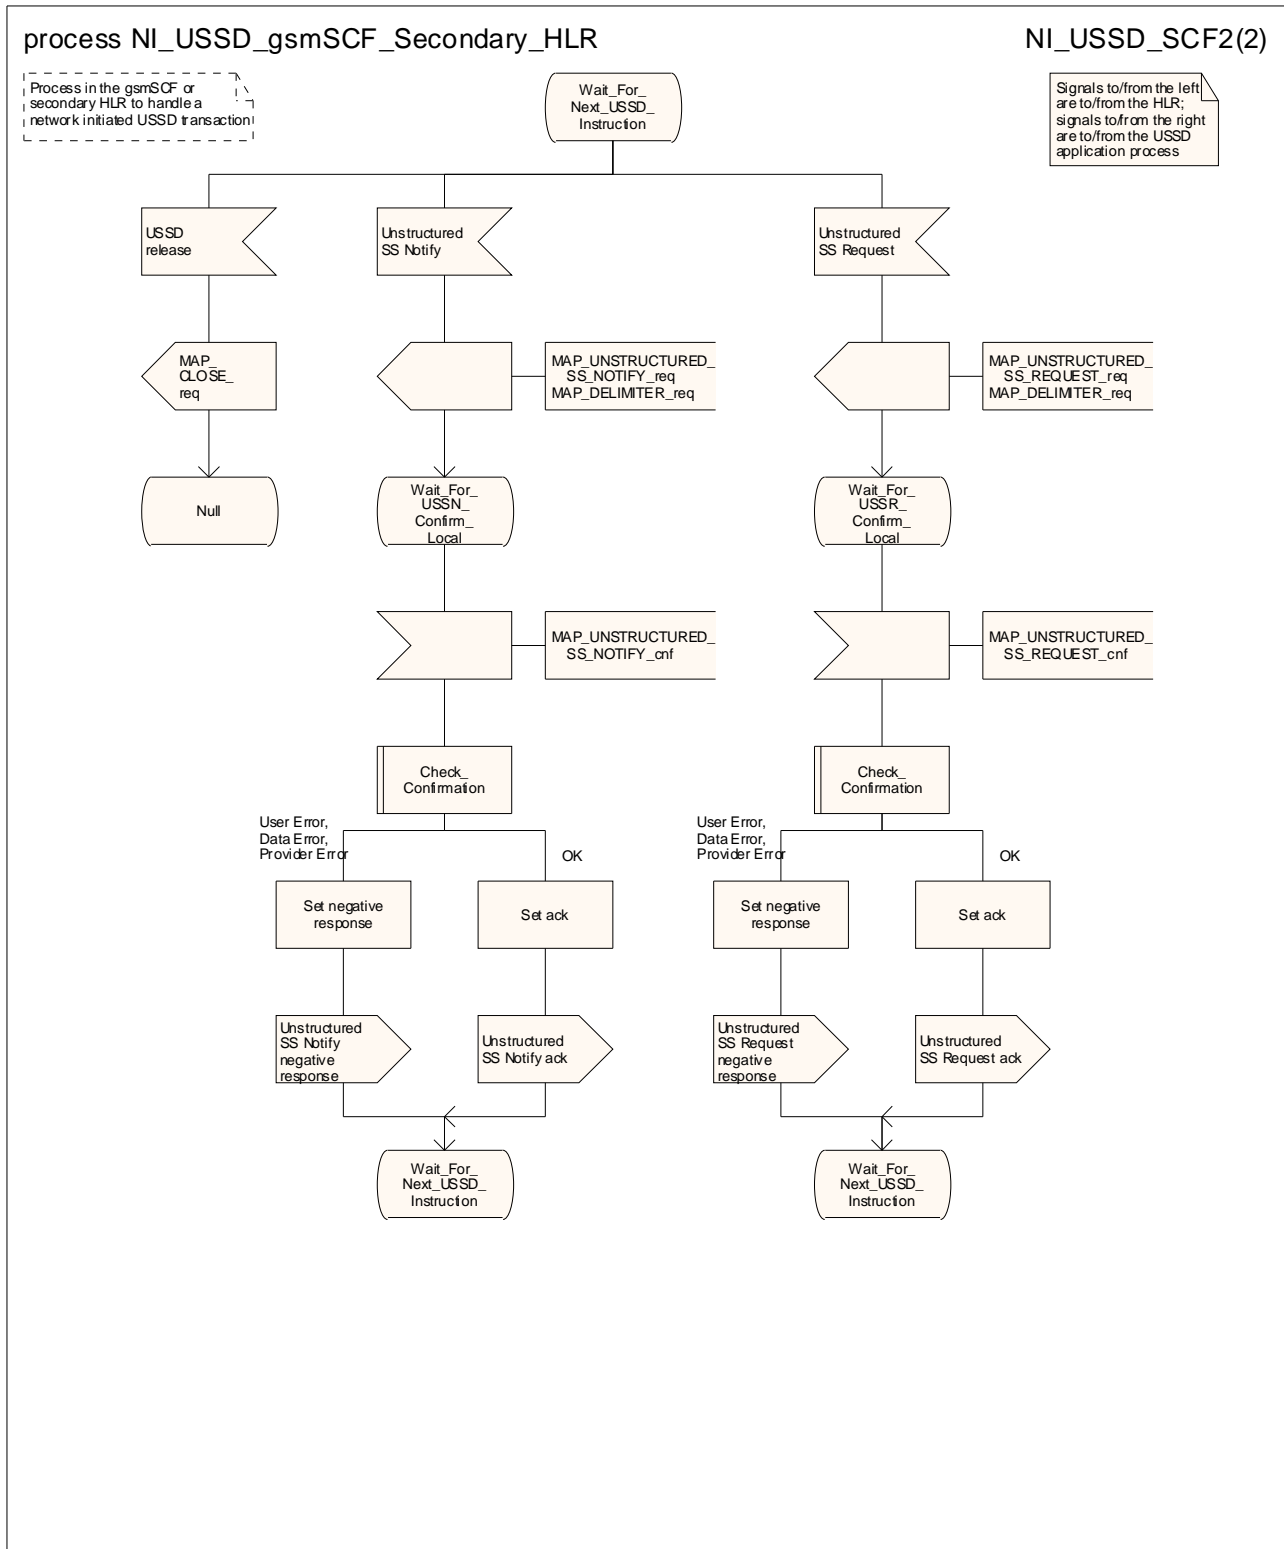 process NI_USSD_gsmSCF_Secondary_HLR
NI_USSD_SCF2(2)
Process in the gsmSCF or
secondary HLR to handle a
network initiated USSD transaction
Wait_For_
Next_USSD_
Instruction
Signals to/from the left
are to/from the HLR;
signals to/from the right
are to/from the USSD
application process
USSD
release
Unstructured
SS Notify
Unstructured
SS Request
MAP_
CLOSE_
req
MAP_UNSTRUCTURED_
SS_NOTIFY_req
MAP_DELIMITER_req
MAP_UNSTRUCTURED_
SS_REQUEST_req
MAP_DELIMITER_req
Null
Wait_For_
USSN_
Confirm_
Local
Wait_For_
USSR_
Confirm_
Local
MAP_UNSTRUCTURED_
SS_NOTIFY_cnf
MAP_UNSTRUCTURED_
SS_REQUEST_cnf
Check_
Confirmation
Check_
Confirmation
User Error,
Data Error,
Provider Error
OK
User Error,
Data Error,
Provider Error
OK
Set negative
response
Set ack
Set negative
response
Set ack
Unstructured
SS Notify
negative
response
Unstructured
SS Notify ack
Unstructured
SS Request
negative
response
Unstructured
SS Request ack
Wait_For_
Next_USSD_
Instruction
Wait_For_
Next_USSD_
Instruction